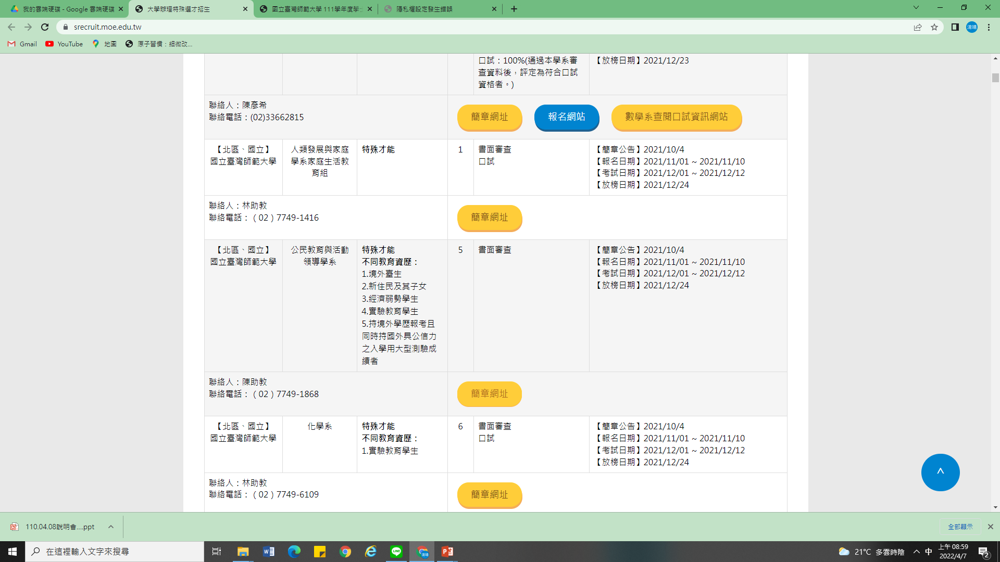 我的雲端硬碟 - Google 雲端硬碟
大學辦理特殊選才招生
國立臺灣師範大學 111學年度學士
隱私權設定發生錯誤
srecruit.moe.edu.tw
淯靖
Gmail
YouTube
地圖
原子習慣：細微改...
口試：100%(通過本學系審
查資料後，評定為符合口試
資格者。)
【放榜日期】2021/12/23
聯絡人：陳彥希
聯絡電話：(02)33662815
簡章網址
報名網站
數學系查閱口試資訊網站
【北區、國立】
國立臺灣師範大學
人類發展與家庭
學系家庭生活教
育組
特殊才能
1
書面審查
口試
【簡章公告】2021/10/4
【報名日期】2021/11/01 ~ 2021/11/10
【考試日期】2021/12/01 ~ 2021/12/12
【放榜日期】2021/12/24
聯絡人：林助教
聯絡電話：（02）7749-1416
簡章網址
【北區、國立】
國立臺灣師範大學
公民教育與活動
領導學系
特殊才能
不同教育資歷：
1.境外臺生
2.新住民及其子女
3.經濟弱勢學生
4.實驗教育學生
5.持境外學歷報考且
同時持國外具公信力
之入學用大型測驗成
績者
5
書面審查
【簡章公告】2021/10/4
【報名日期】2021/11/01 ~ 2021/11/10
【考試日期】2021/12/01 ~ 2021/12/12
【放榜日期】2021/12/24
聯絡人：陳助教
聯絡電話：（02）7749-1868
簡章網址
【北區、國立】
國立臺灣師範大學
化學系
特殊才能
不同教育資歷：
1.實驗教育學生
6
書面審查
口試
【簡章公告】2021/10/4
【報名日期】2021/11/01 ~ 2021/11/10
【考試日期】2021/12/01 ~ 2021/12/12
【放榜日期】2021/12/24
聯絡人：林助教
聯絡電話：（02）7749-6109
簡章網址
110.04.08說明會....ppt
全部顯示
在這裡輸入文字來搜尋
21°C 多雲時陰
中
上午 08:59
2022/4/7
2